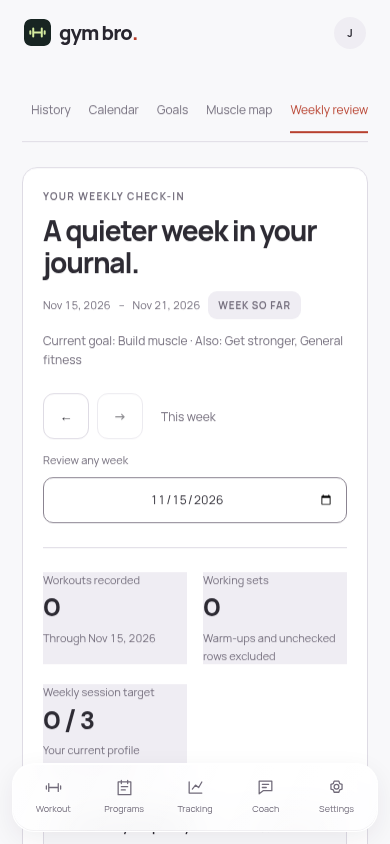 gym bro.
J
History Calendar Goals Muscle map Weekly review
YOUR WEEKLY CHECK-IN
A quieter week in your
journal.
Nov 15, 2026 – Nov 21, 2026 WEEK SO FAR
Current goal: Build muscle · Also: Get stronger, General
fitness
← → This week
Review any week
11/15/2026
Workouts recorded
0
Through Nov 15, 2026
Working sets
0
Warm-ups and unchecked
rows excluded
Weekly session target
0 / 3
Your current profile
Workout Programs Tracking Coach Settings